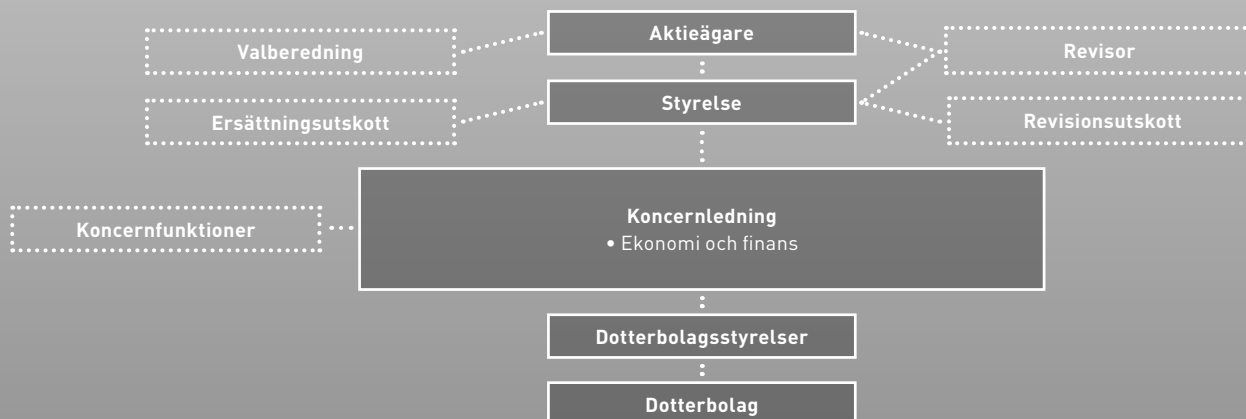 Aktieägare
Valberedning
Revisor
Styrelse
Ersättningsutskott
Revisionsutskott
Koncernledning
• Ekonomi och finans
Koncernfunktioner
Dotterbolagsstyrelser
Dotterbolag